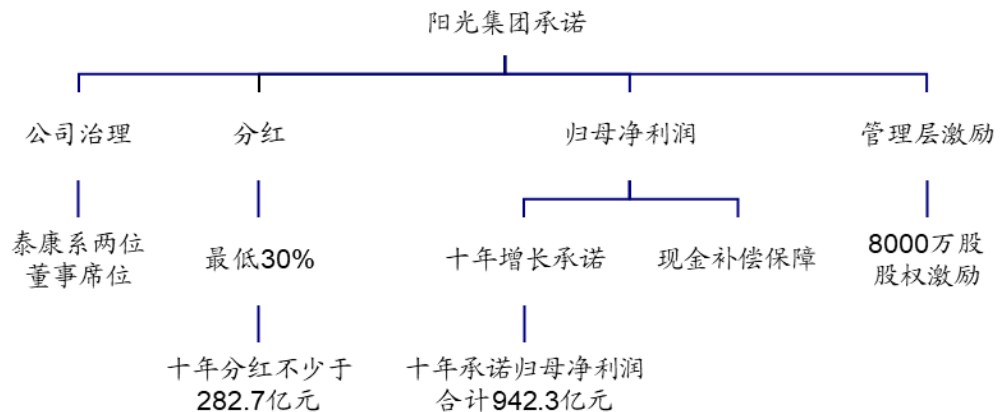 阳光集团承诺
公司治理
分红
归母净利润
管理层激励
泰康系两位
董事席位
最低30%
十年增长承诺
现金补偿保障
8000万股
股权激励
十年分红不少于
282.7亿元
十年承诺归母净利润
合计942.3亿元